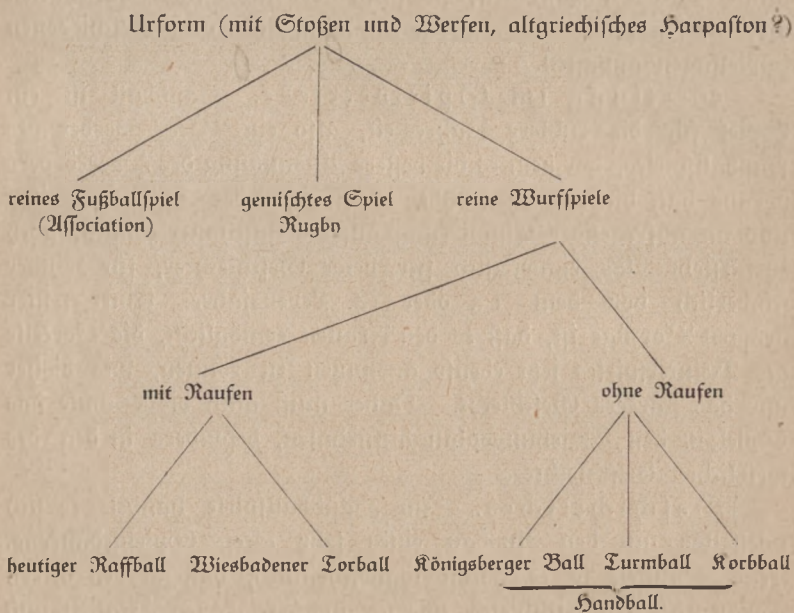 Urform (mit Stoßen und Werfen, altgriechisches Harpaston?)
reines Fußballspiel gemischtes Spiel reine Wurfspiele
(Association) Rugby
mit Raufen ohne Raufen
heutiger Raffball Wiesbadener Torball Königsberger Ball Turmball Korbball
Handball.